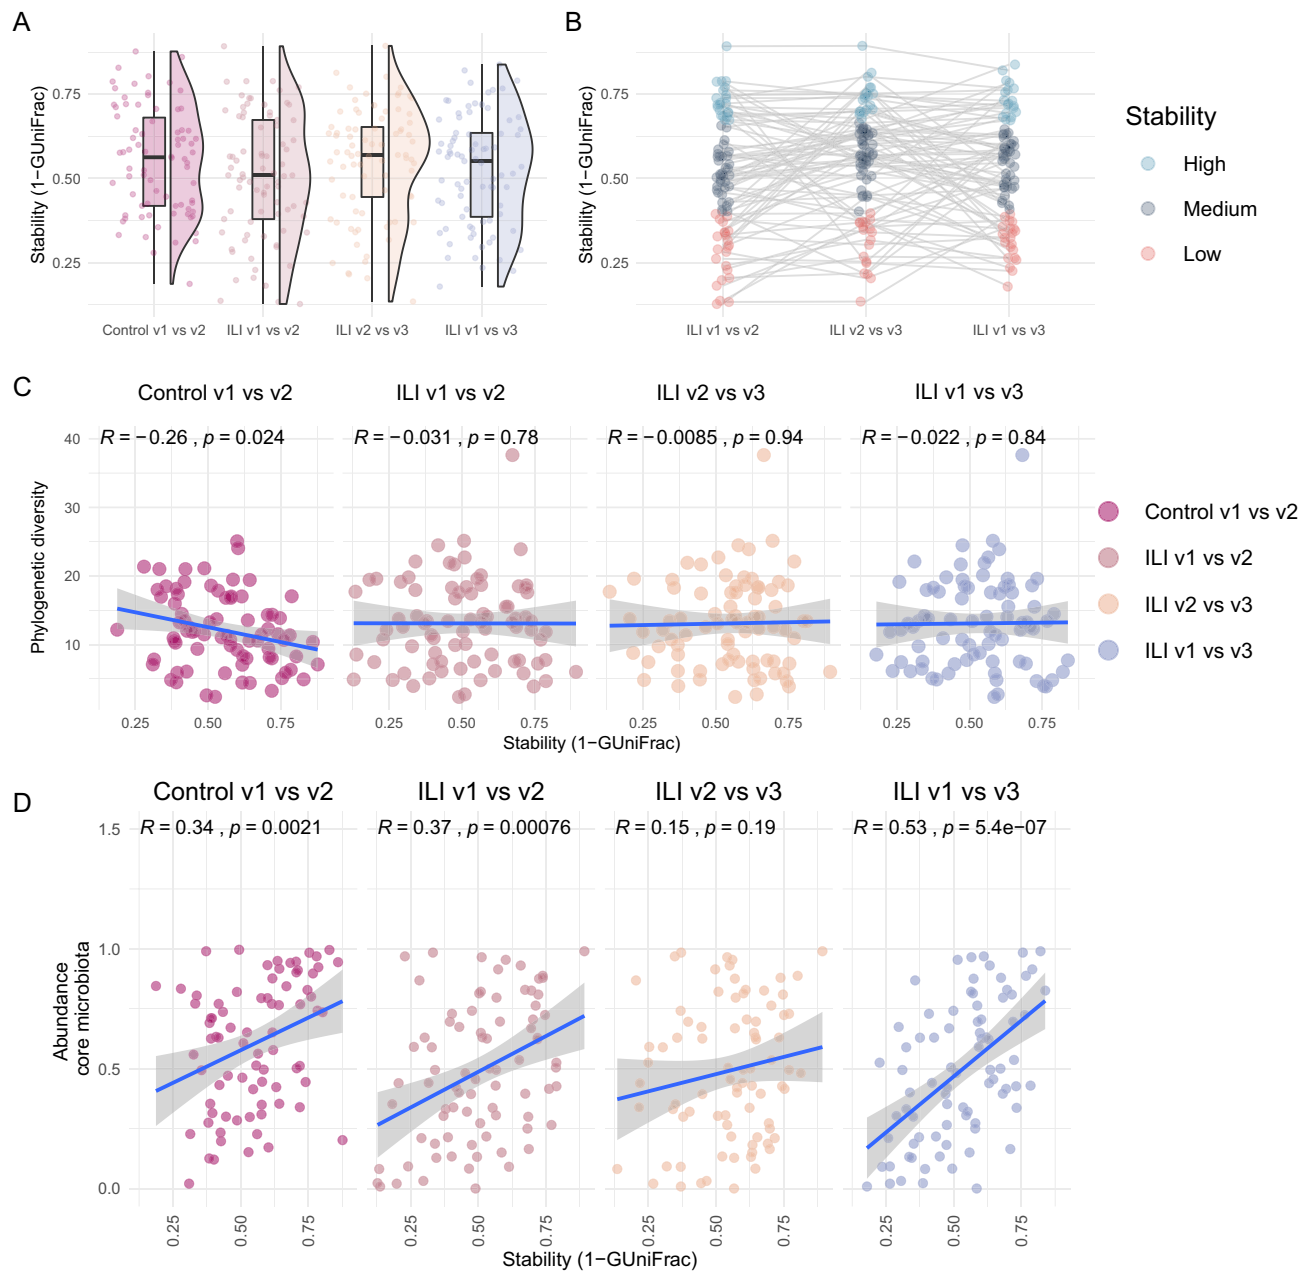 A
B
Stability (1−GUniFrac)
0.75
0.50
0.25
Control v1 vs v2
ILI v1 vs v2
ILI v2 vs v3
ILI v1 vs v3
Stability (1−GUniFrac)
0.75
0.50
0.25
ILI v1 vs v2
ILI v2 vs v3
ILI v1 vs v3
Stability
High
Medium
Low
C
Control v1 vs v2
ILI v1 vs v2
ILI v2 vs v3
ILI v1 vs v3
R = −0.26 , p = 0.024
R = −0.031 , p = 0.78
R = −0.0085 , p = 0.94
R = −0.022 , p = 0.84
Phylogenetic diversity
40
30
20
10
0.25 0.50 0.75
0.25 0.50 0.75
0.25 0.50 0.75
0.25 0.50 0.75
Stability (1−GUniFrac)
Control v1 vs v2
ILI v1 vs v2
ILI v2 vs v3
ILI v1 vs v3
D
Control v1 vs v2
ILI v1 vs v2
ILI v2 vs v3
ILI v1 vs v3
R = 0.34 , p = 0.0021
R = 0.37 , p = 0.00076
R = 0.15 , p = 0.19
R = 0.53 , p = 5.4e−07
Abundance
core microbiota
1.5
1.0
0.5
0.0
0.25 0.50 0.75
0.25 0.50 0.75
0.25 0.50 0.75
0.25 0.50 0.75
Stability (1−GUniFrac)